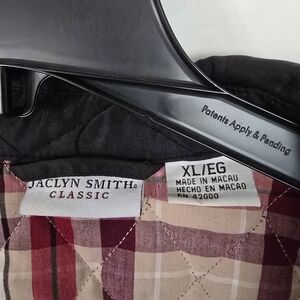 Patents Apply & Pending
JACLYN SMITH®
CLASSIC
XL/EG
MADE IN MACAU
HECHO EN MACAO
RN 42000